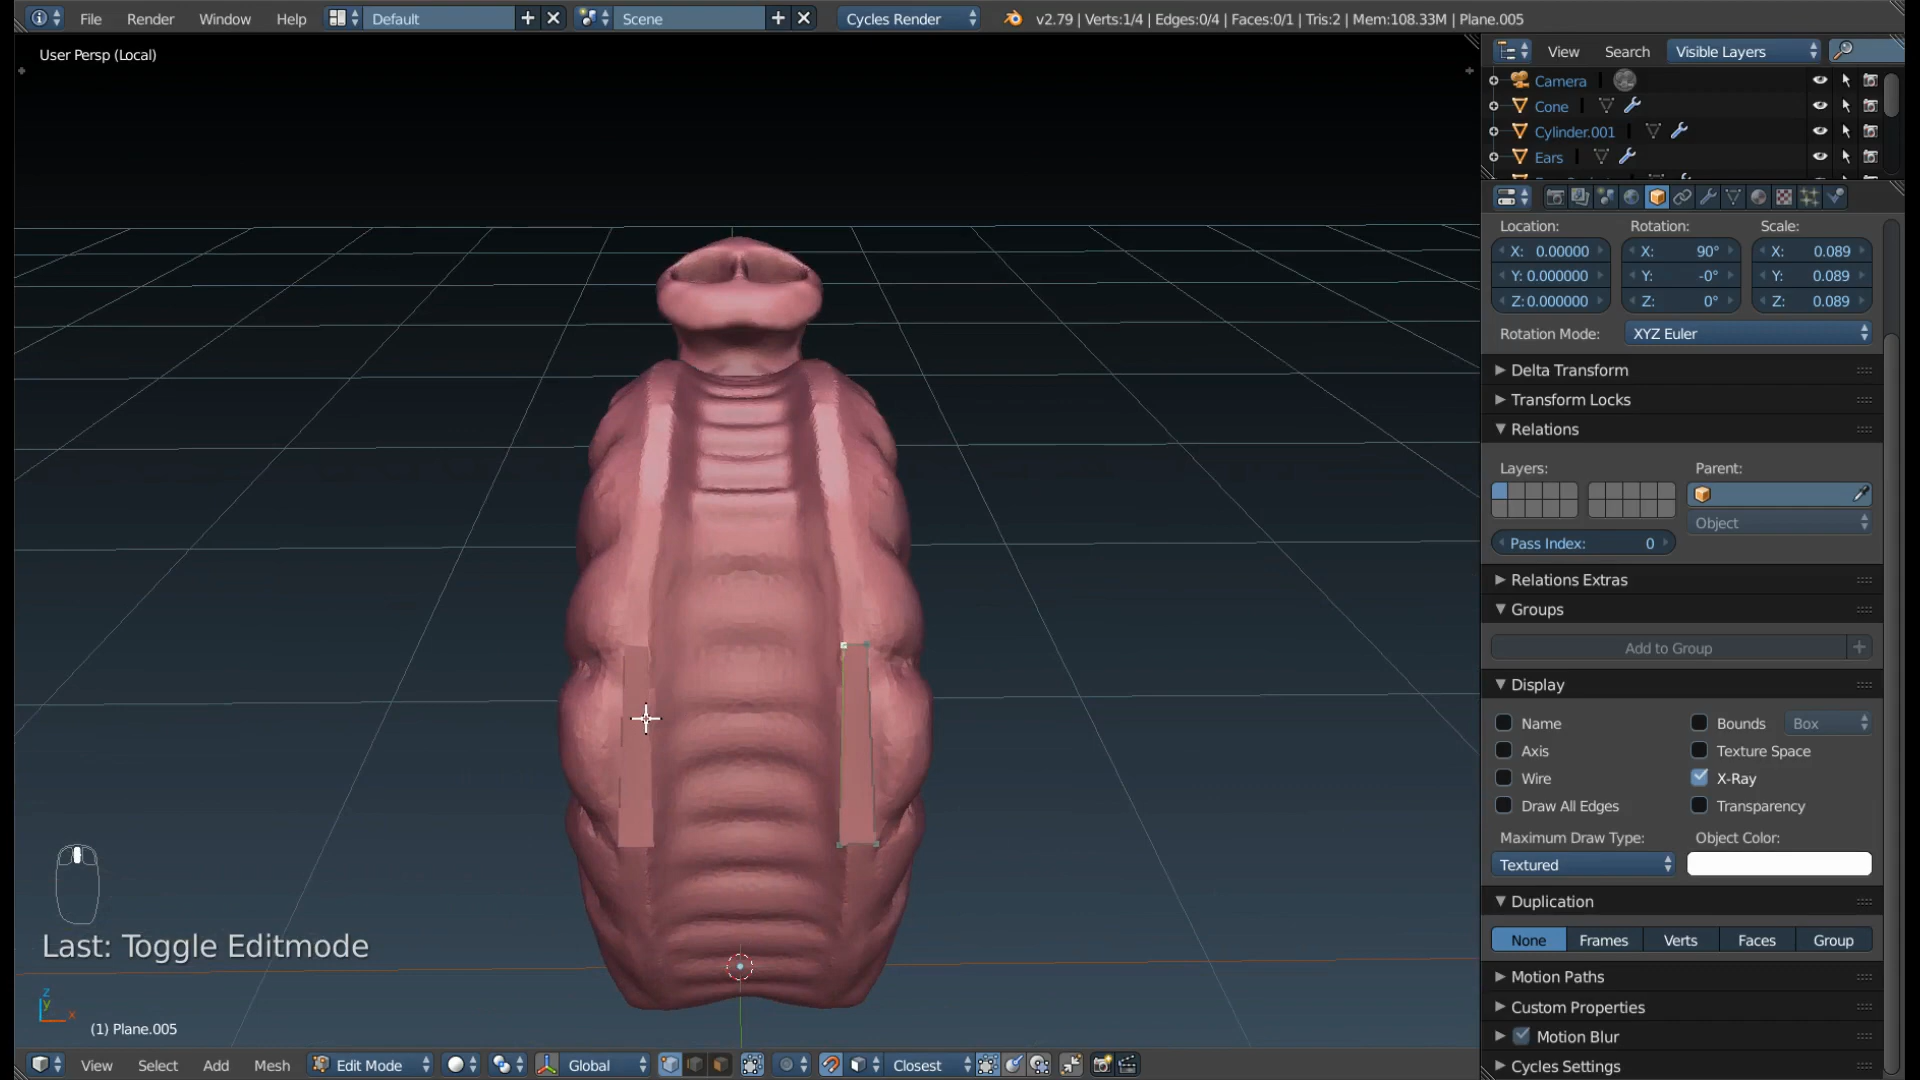 File Render Window Help Default Scene Cycles Render v2.79 | Verts:1/4 | Edges:0/4 | Faces:0/1 | Tris:2 | Mem:108.33M | Plane.005
User Persp (Local)
View Search Visible Layers
Camera
Cone
Cylinder.001
Ears
Location: Rotation: Scale:
X: 0.00000 X: 90° X: 0.089
Y: 0.000000 Y: -0° Y: 0.089
Z: 0.000000 Z: 0° Z: 0.089
Rotation Mode: XYZ Euler
Delta Transform
Transform Locks
Relations
Layers: Parent:
Object
Pass Index: 0
Relations Extras
Groups
Add to Group
Display
Name Bounds Box
Axis Texture Space
Wire X-Ray
Draw All Edges Transparency
Maximum Draw Type: Object Color:
Textured
Duplication
None Frames Verts Faces Group
Motion Paths
Custom Properties
Motion Blur
Cycles Settings
Last: Toggle Editmode
z
y
x
(1) Plane.005
View Select Add Mesh Edit Mode Global Closest